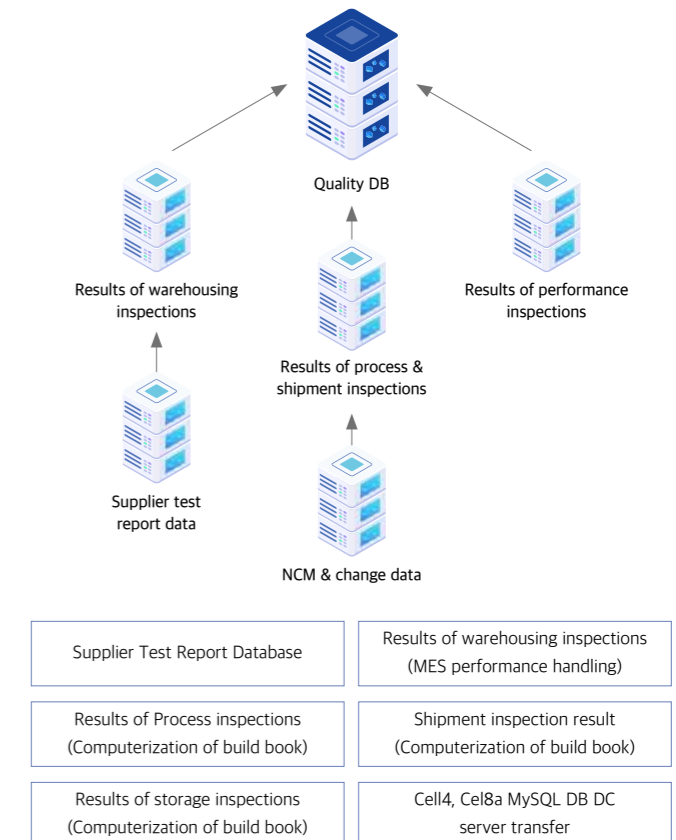 Quality DB
Results of warehousing
inspections
Results of performance
inspections
Results of process &
shipment inspections
Supplier test
report data
NCM & change data
Supplier Test Report Database
Results of warehousing inspections
(MES performance handling)
Results of Process inspections
(Computerization of build book)
Shipment inspection result
(Computerization of build book)
Results of storage inspections
(Computerization of build book)
Cell4, Cel8a MySQL DB DC
server transfer